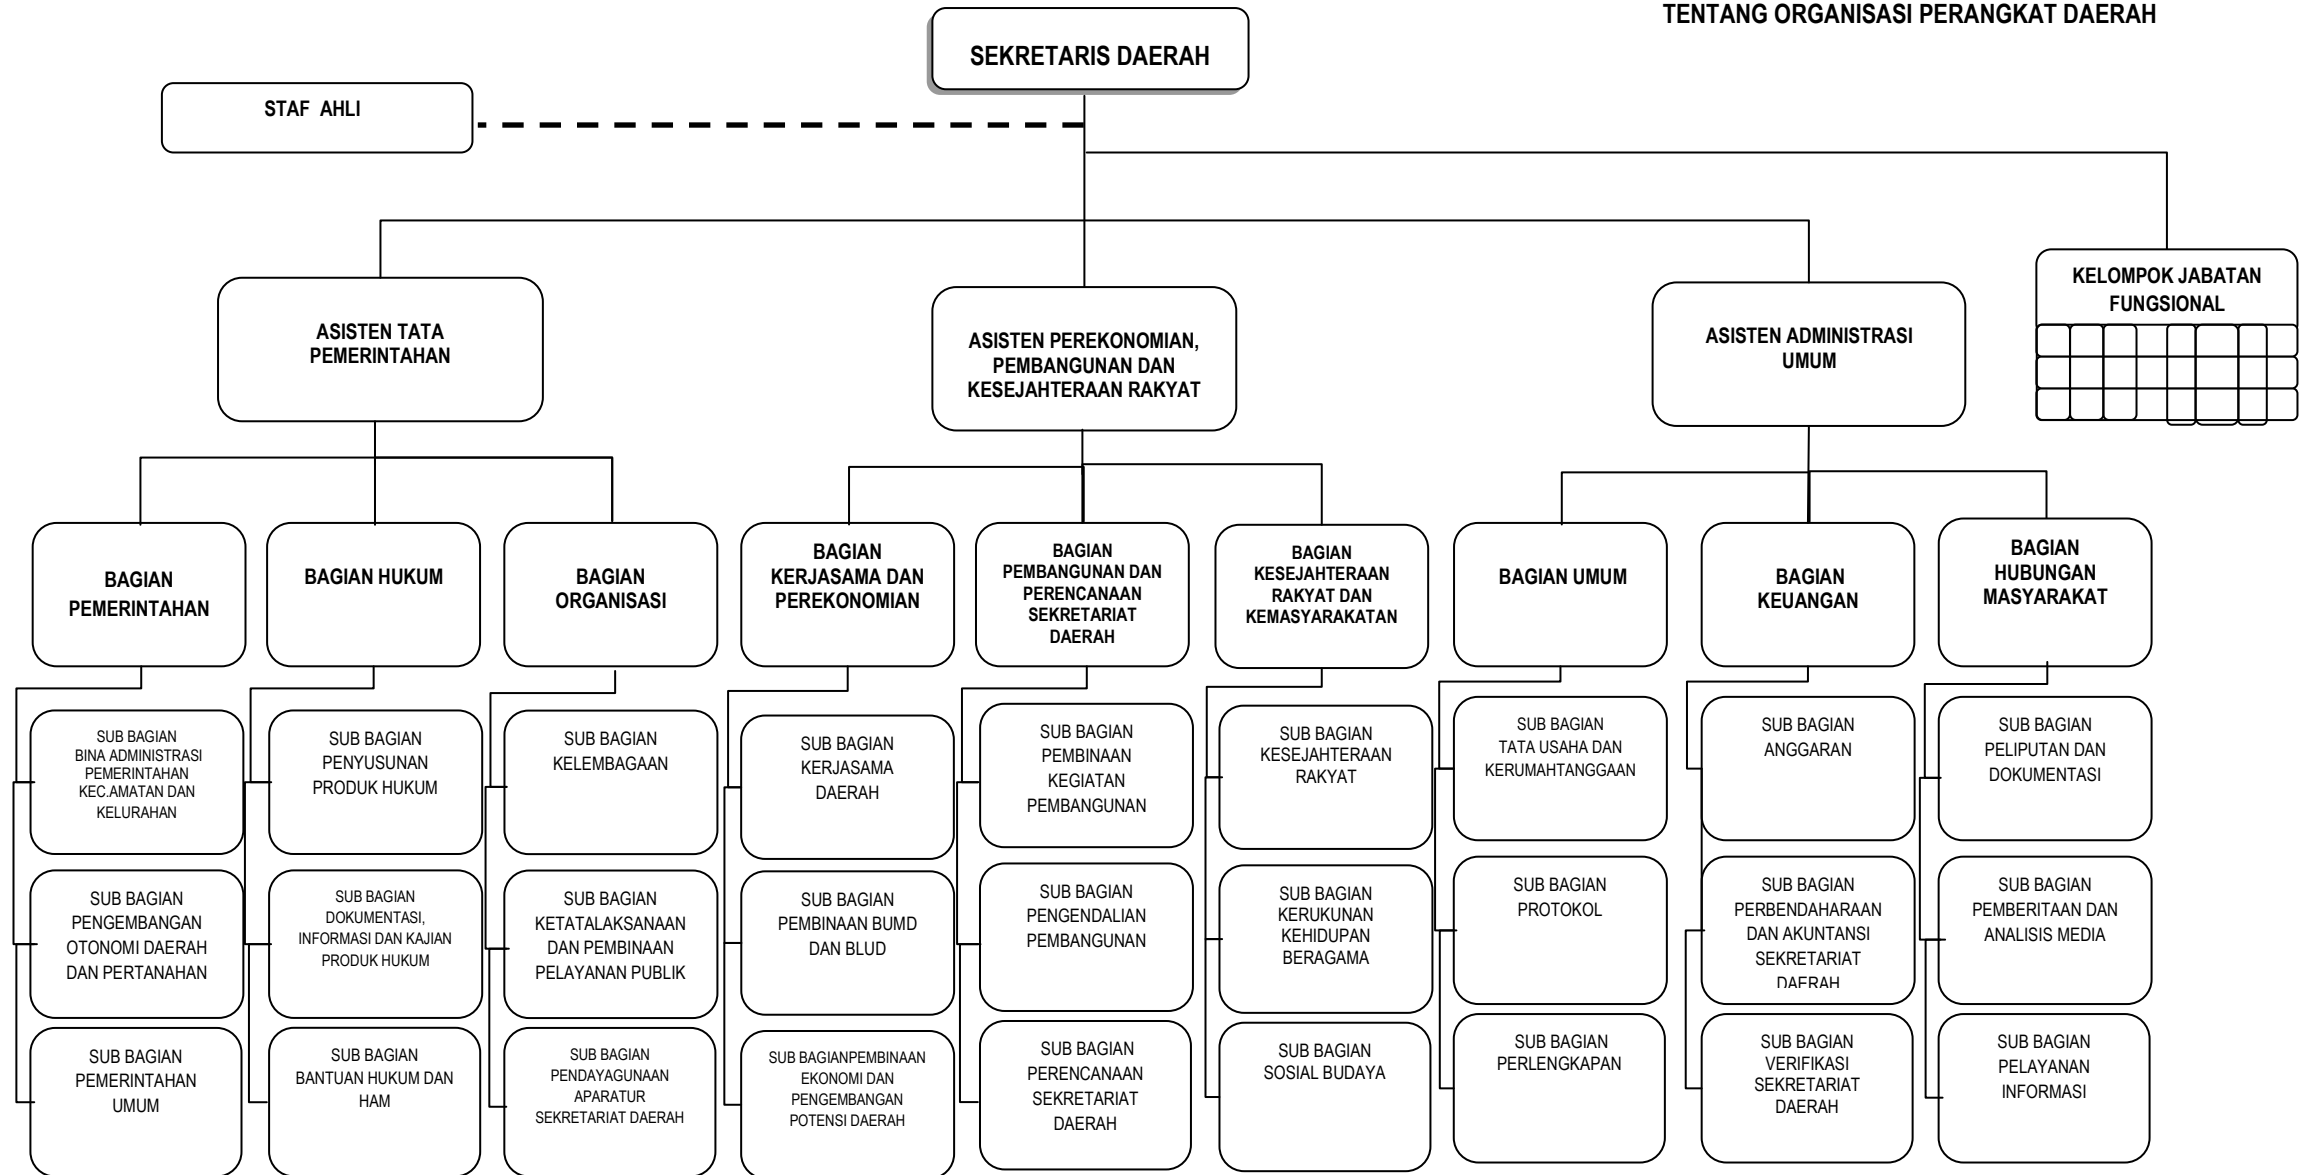 TENTANG ORGANISASI PERANGKAT DAERAH
SEKRETARIS DAERAH
STAF AHLI
KELOMPOK JABATAN
FUNGSIONAL
ASISTEN TATA
PEMERINTAHAN
ASISTEN PEREKONOMIAN,
PEMBANGUNAN DAN
KESEJAHTERAAN RAKYAT
ASISTEN ADMINISTRASI
UMUM
BAGIAN
PEMERINTAHAN
BAGIAN HUKUM
BAGIAN
ORGANISASI
BAGIAN
KERJASAMA DAN
PEREKONOMIAN
BAGIAN
PEMBANGUNAN DAN
PERENCANAAN
SEKRETARIAT
DAERAH
BAGIAN
KESEJAHTERAAN
RAKYAT DAN
KEMASYARAKATAN
BAGIAN UMUM
BAGIAN
KEUANGAN
BAGIAN
HUBUNGAN
MASYARAKAT
SUB BAGIAN
BINA ADMINISTRASI
PEMERINTAHAN
KEC.AMATAN DAN
KELURAHAN
SUB BAGIAN
PENYUSUNAN
PRODUK HUKUM
SUB BAGIAN
KELEMBAGAAN
SUB BAGIAN
KERJASAMA
DAERAH
SUB BAGIAN
PEMBINAAN
KEGIATAN
PEMBANGUNAN
SUB BAGIAN
KESEJAHTERAAN
RAKYAT
SUB BAGIAN
TATA USAHA DAN
KERUMAHTANGGAAN
SUB BAGIAN
ANGGARAN
SUB BAGIAN
PELIPUTAN DAN
DOKUMENTASI
SUB BAGIAN
PENGEMBANGAN
OTONOMI DAERAH
DAN PERTANAHAN
SUB BAGIAN
DOKUMENTASI,
INFORMASI DAN KAJIAN
PRODUK HUKUM
SUB BAGIAN
KETATALAKSANAAN
DAN PEMBINAAN
PELAYANAN PUBLIK
SUB BAGIAN
PEMBINAAN BUMD
DAN BLUD
SUB BAGIAN
PENGENDALIAN
PEMBANGUNAN
SUB BAGIAN
KERUKUNAN
KEHIDUPAN
BERAGAMA
SUB BAGIAN
PROTOKOL
SUB BAGIAN
PERBENDAHARAAN
DAN AKUNTANSI
SEKRETARIAT
DAERAH
SUB BAGIAN
PEMBERITAAN DAN
ANALISIS MEDIA
SUB BAGIAN
PEMERINTAHAN
UMUM
SUB BAGIAN
BANTUAN HUKUM DAN
HAM
SUB BAGIAN
PENDAYAGUNAAN
APARATUR
SEKRETARIAT DAERAH
SUB BAGIANPEMBINAAN
EKONOMI DAN
PENGEMBANGAN
POTENSI DAERAH
SUB BAGIAN
PERENCANAAN
SEKRETARIAT
DAERAH
SUB BAGIAN
SOSIAL BUDAYA
SUB BAGIAN
PERLENGKAPAN
SUB BAGIAN
VERIFIKASI
SEKRETARIAT
DAERAH
SUB BAGIAN
PELAYANAN
INFORMASI